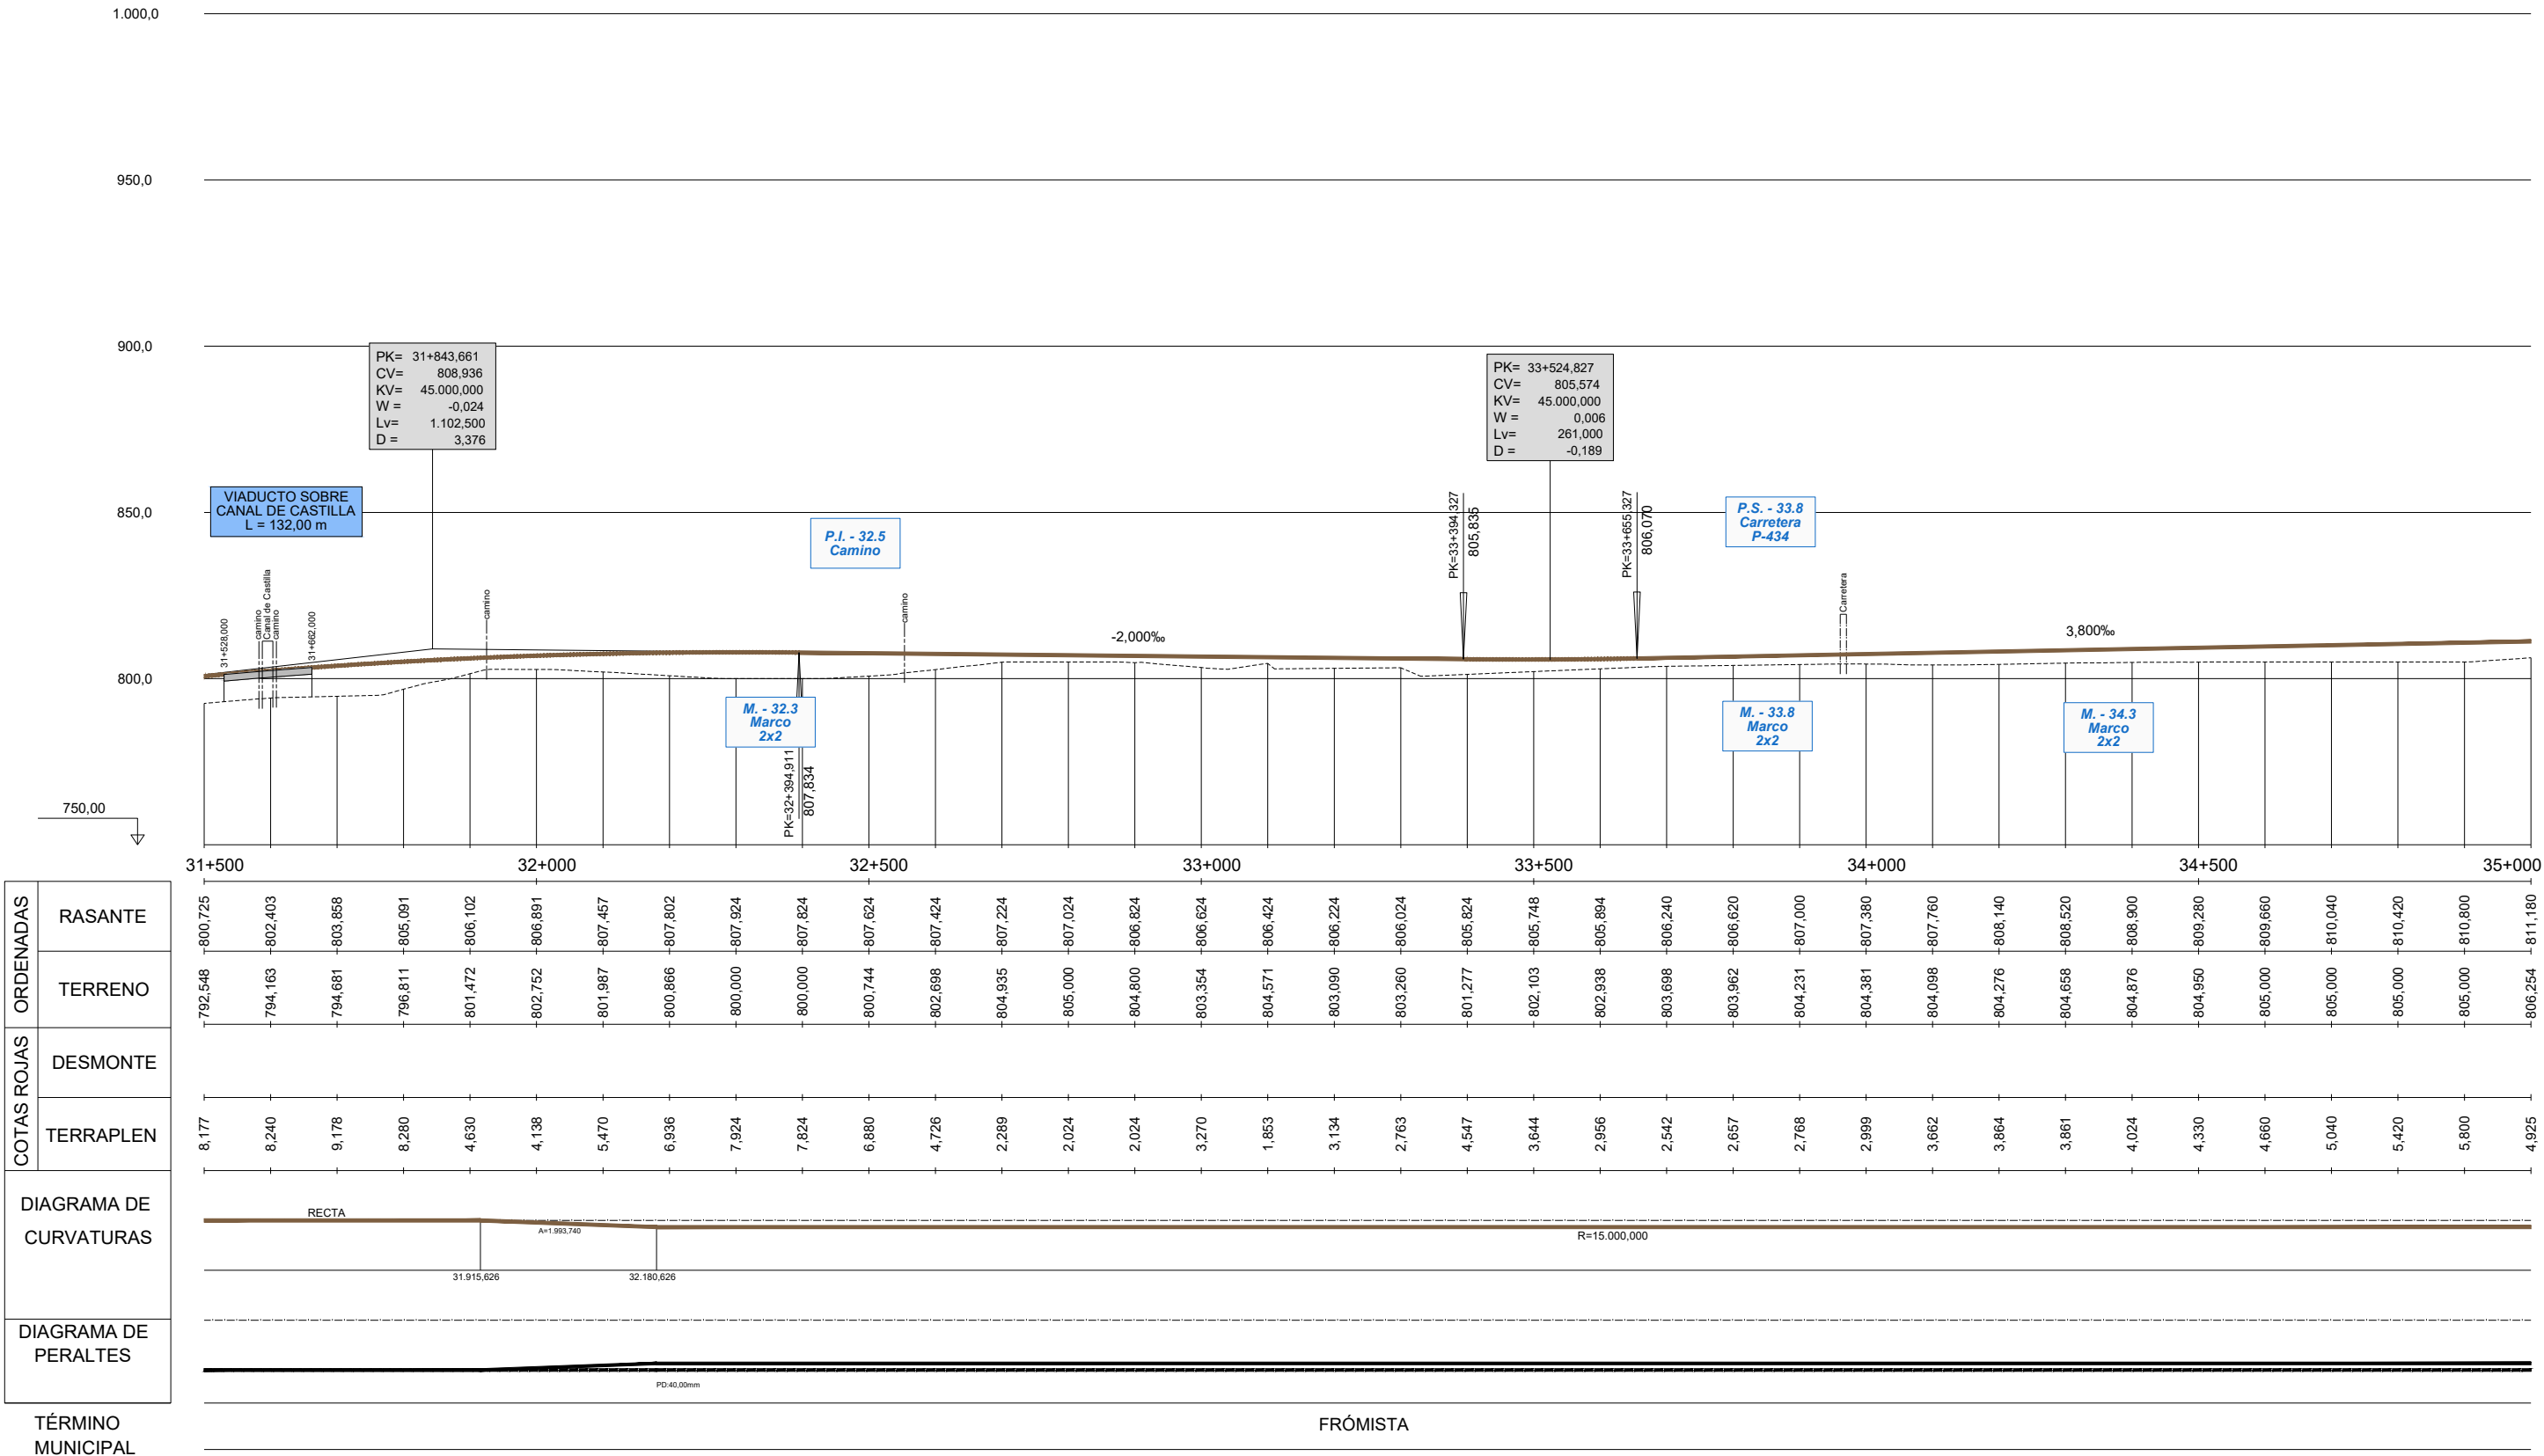 1.000,0
950,0
900,0
850,0
800,0
750,00
PK= 31+843,661
CV= 808,936
KV= 45.000,000
W = -0,024
Lv= 1.102,500
D = 3,376
PK= 33+524,827
CV= 805,574
KV= 45.000,000
W = 0,006
Lv= 261,000
D = -0,189
VIADUCTO SOBRE
CANAL DE CASTILLA
L = 132,00 m
P.I. - 32.5
Camino
P.S. - 33.8
Carretera
P-434
PK=33+394,327
805,835
PK=33+655,327
806,070
31+528,000
camino
Canal de Castilla
camino
31+662,000
camino
camino
Carretera
-2,000‰
3,800‰
M. - 32.3
Marco
2x2
M. - 33.8
Marco
2x2
M. - 34.3
Marco
2x2
PK=32+394,911
807,834
31+500 32+000 32+500 33+000 33+500 34+000 34+500 35+000
ORDENADAS
RASANTE
800,725 802,403 803,858 805,091 806,102 806,891 807,457 807,802 807,924 807,824 807,624 807,424 807,224 807,024 806,824 806,624 806,424 806,224 806,024 805,824 805,748 805,894 806,240 806,620 807,000 807,380 807,760 808,140 808,520 808,900 809,280 809,660 810,040 810,420 810,800 811,180
TERRENO
792,548 794,163 794,681 796,811 801,472 802,752 801,987 800,866 800,000 800,000 800,744 802,698 804,935 805,000 804,800 803,354 804,571 803,090 803,260 801,277 802,103 802,938 803,698 803,962 804,231 804,381 804,098 804,276 804,658 804,876 804,950 805,000 805,000 805,000 805,000 806,254
COTAS ROJAS
DESMONTE
TERRAPLEN
8,177 8,240 9,178 8,280 4,630 4,138 5,470 6,936 7,924 7,824 6,880 4,726 2,289 2,024 2,024 3,270 1,853 3,134 2,763 4,547 3,644 2,956 2,542 2,657 2,768 2,999 3,662 3,864 3,861 4,024 4,330 4,660 5,040 5,420 5,800 4,925
DIAGRAMA DE
CURVATURAS
RECTA
A=1.993,740
R=15.000,000
31.915,626
32.180,626
DIAGRAMA DE
PERALTES
PD:40,00mm
TÉRMINO
MUNICIPAL
FRÓMISTA